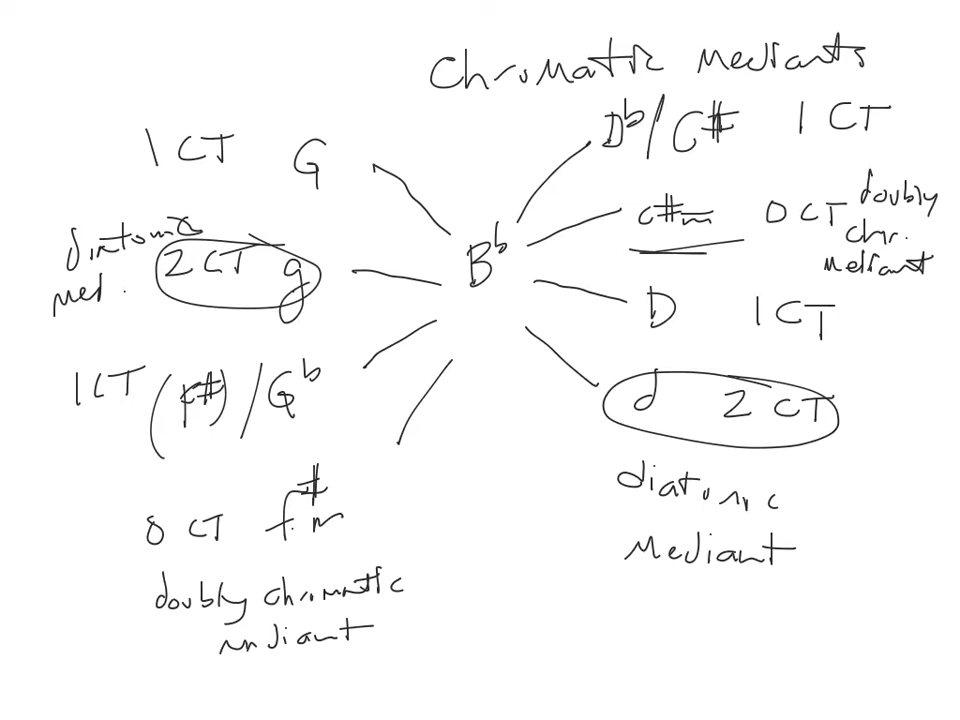 Chromatic Mediants
Db/C# 1 CT
1 CT G
c#m 0 CT doubly
chr.
mediant
diatonic
med.
2 CT g
Bb
D 1 CT
1 CT (F#)/Gb
d 2 CT
diatonic
Mediant
0 CT f#m
doubly chromatic
mediant